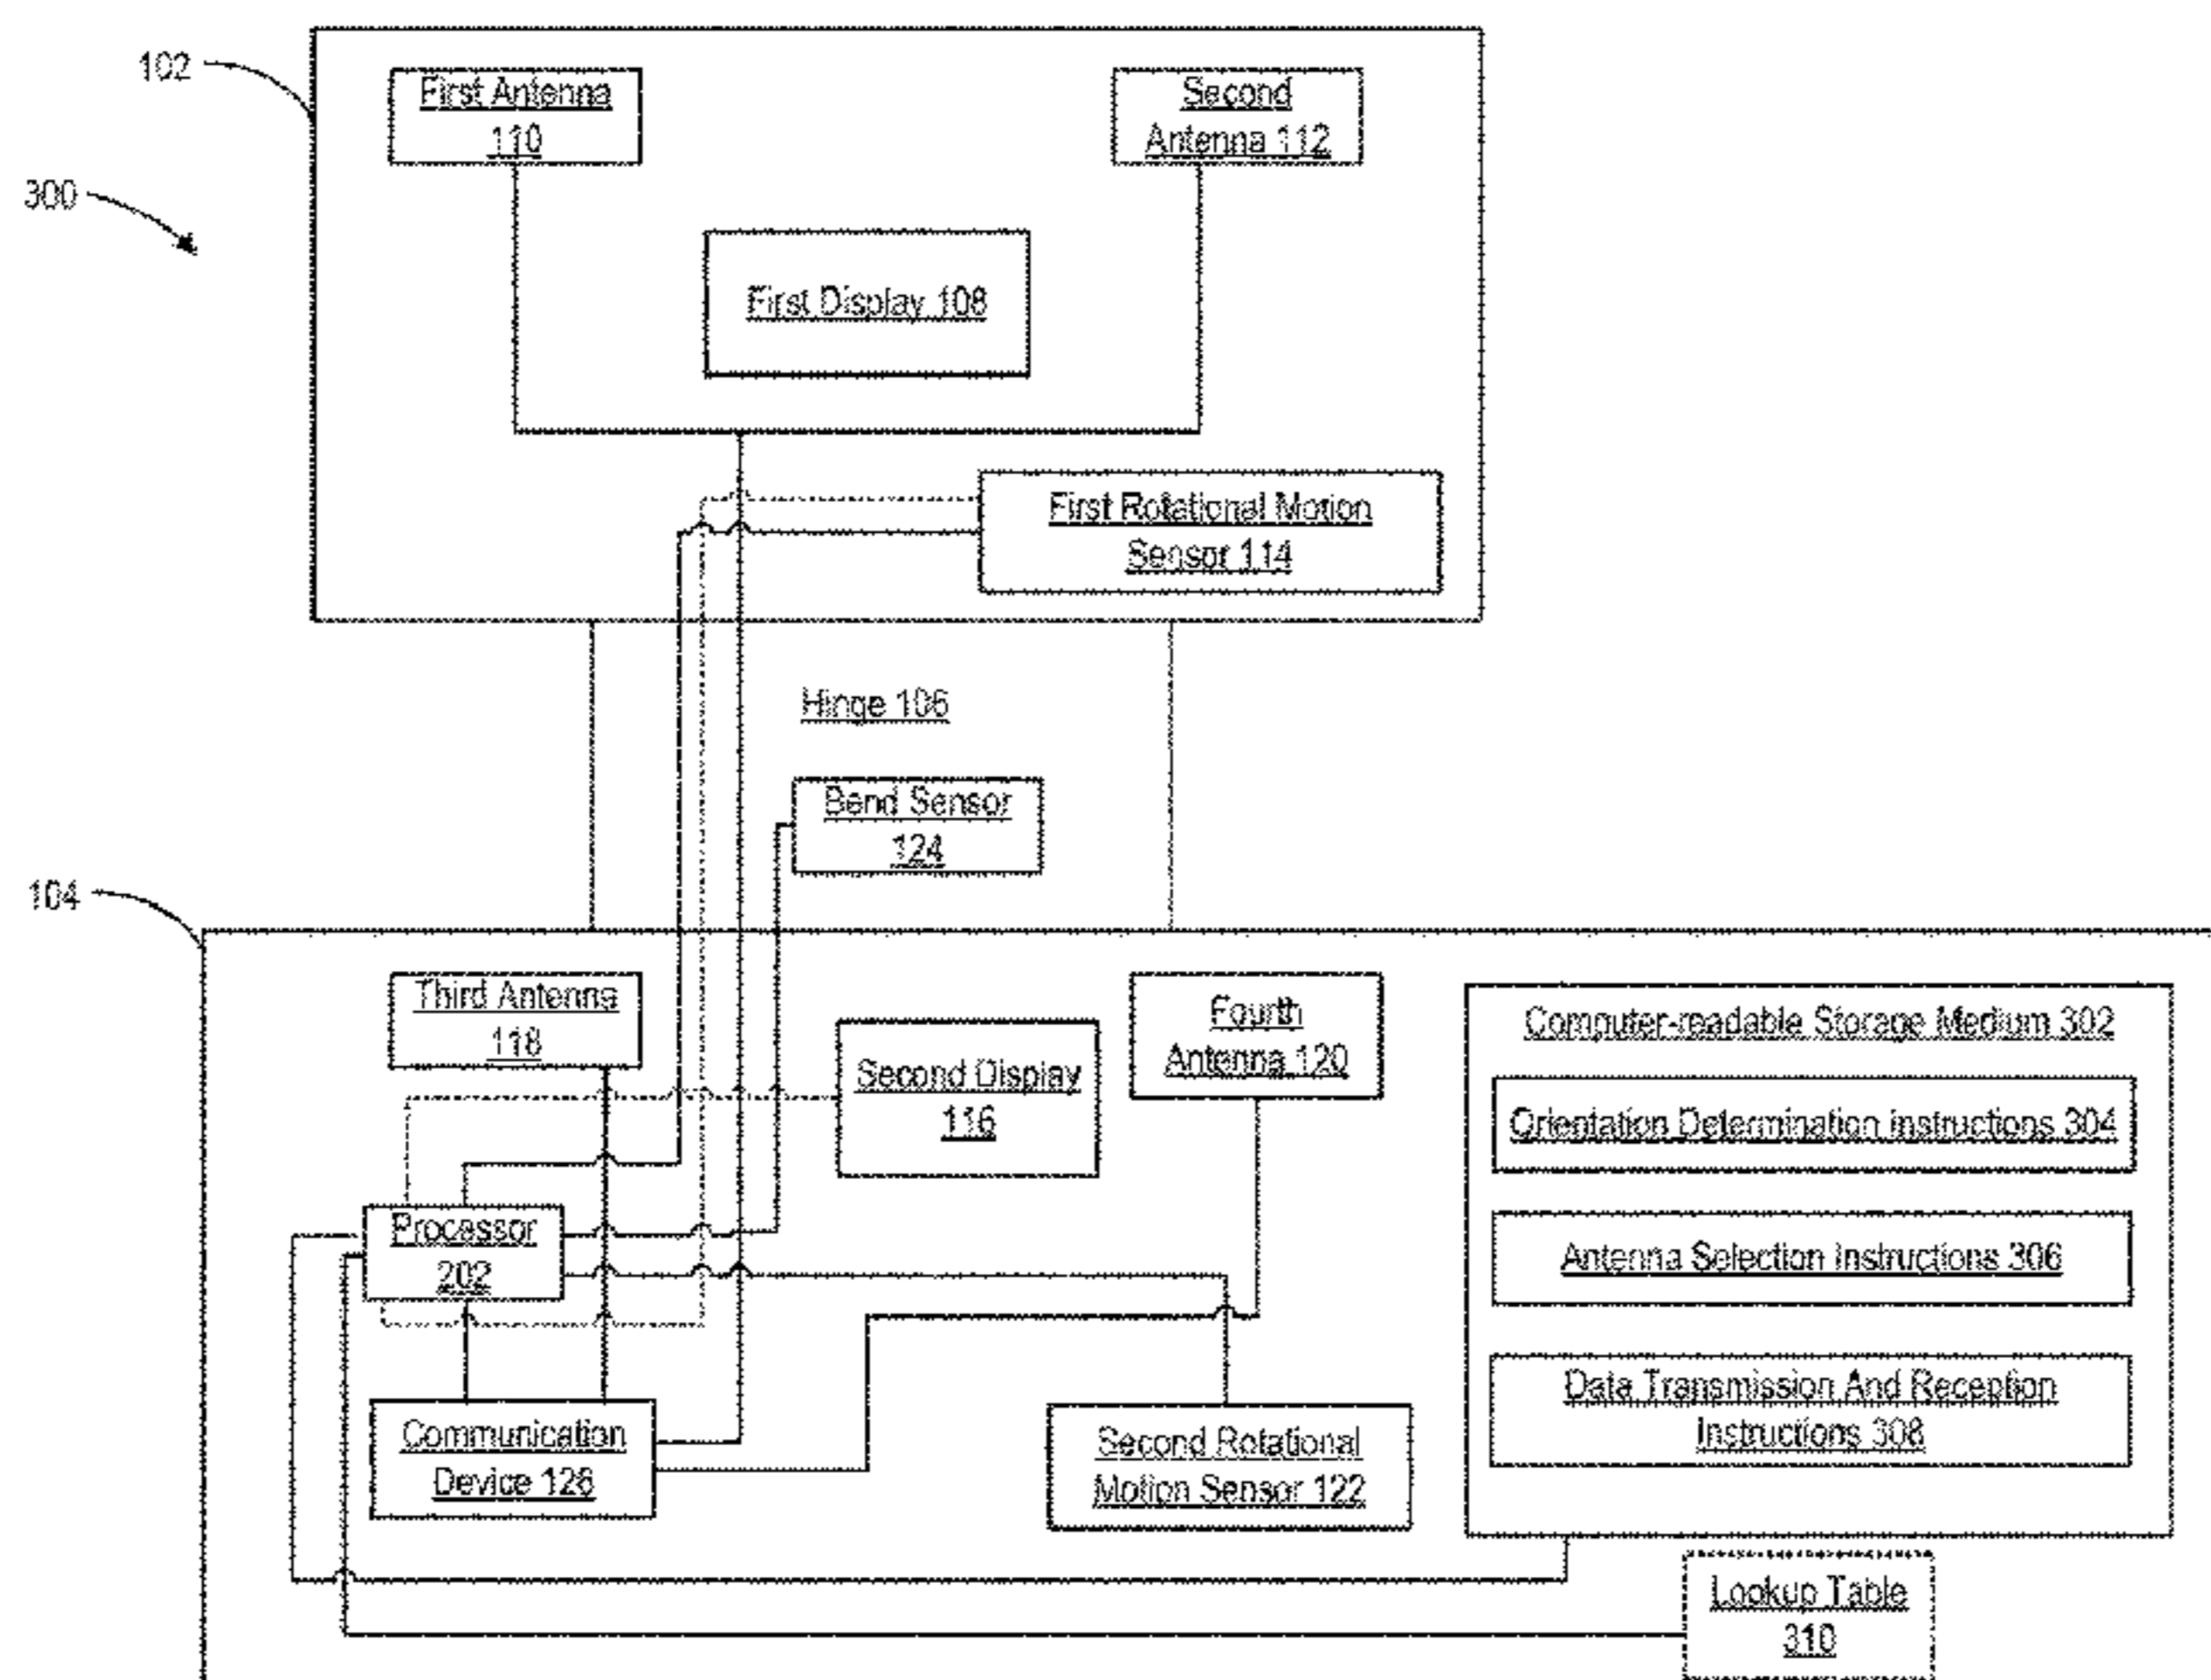 102
First Antenna
110
Second
Antenna 112
300
First Display 108
First Rotational Motion
Sensor 114
Hinge 106
Bend Sensor
124
104
Third Antenna
118
Second Display
116
Fourth
Antenna 120
Computer-readable Storage Medium 302
Orientation Determination Instructions 304
Antenna Selection Instructions 306
Data Transmission And Reception
Instructions 308
Processor
202
Communication
Device 126
Second Rotational
Motion Sensor 122
Lookup Table
310